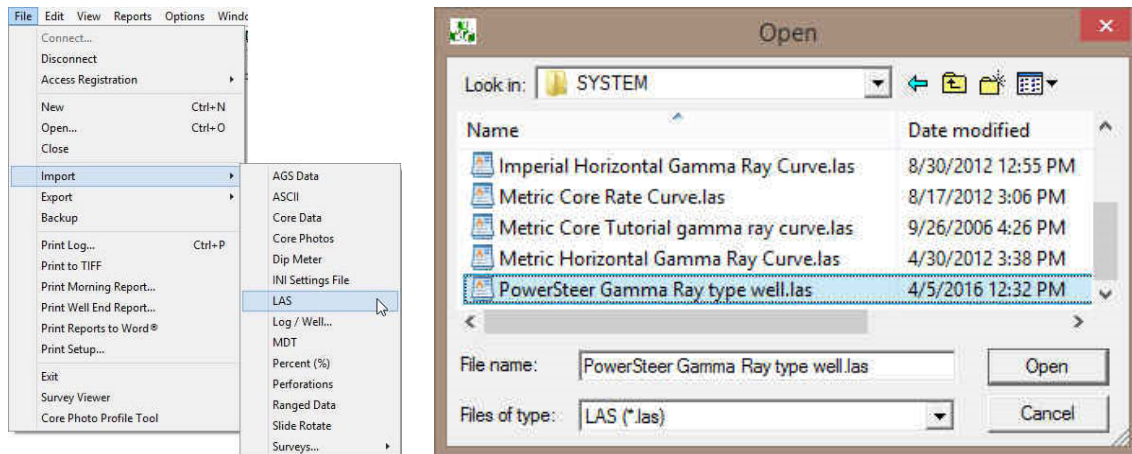 File Edit View Reports Options
Connect...
Disconnect
Access Registration
New Ctrl+N
Open... Ctrl+O
Close
Import
Export
Backup
Print Log... Ctrl+P
Print to TIFF
Print Morning Report...
Print Well End Report...
Print Reports to Word®
Print Setup...
Exit
Survey Viewer
Core Photo Profile Tool
AGS Data
ASCII
Core Data
Core Photos
Dip Meter
INI Settings File
LAS
Log / Well...
MDT
Percent (%)
Perforations
Ranged Data
Slide Rotate
Surveys...
Open
Look in: SYSTEM
Name Date modified
Imperial Horizontal Gamma Ray Curve.las 8/30/2012 12:55 PM
Metric Core Rate Curve.las 8/17/2012 3:06 PM
Metric Core Tutorial gamma ray curve.las 9/26/2006 4:26 PM
Metric Horizontal Gamma Ray Curve.las 4/30/2012 3:38 PM
PowerSteer Gamma Ray type well.las 4/5/2016 12:32 PM
File name: PowerSteer Gamma Ray type well.las Open
Files of type: LAS (*.las) Cancel